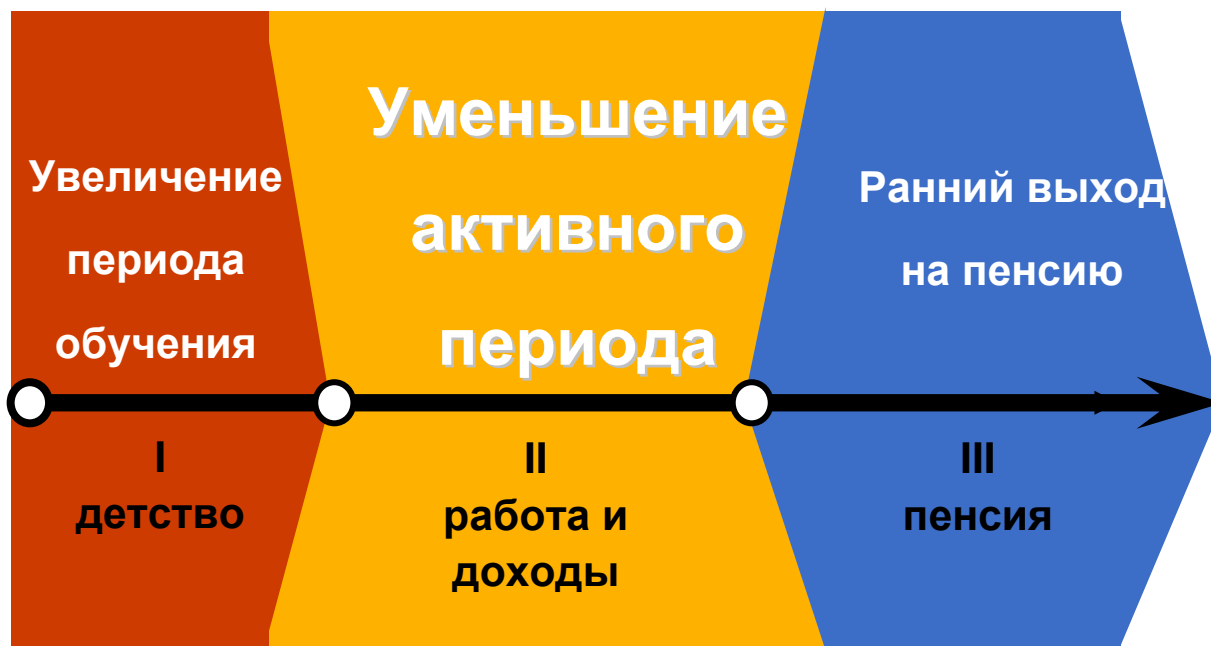 Увеличение
периода
обучения
Уменьшение
активного
периода
Ранний выход
на пенсию
I
детство
II
работа и
доходы
III
пенсия